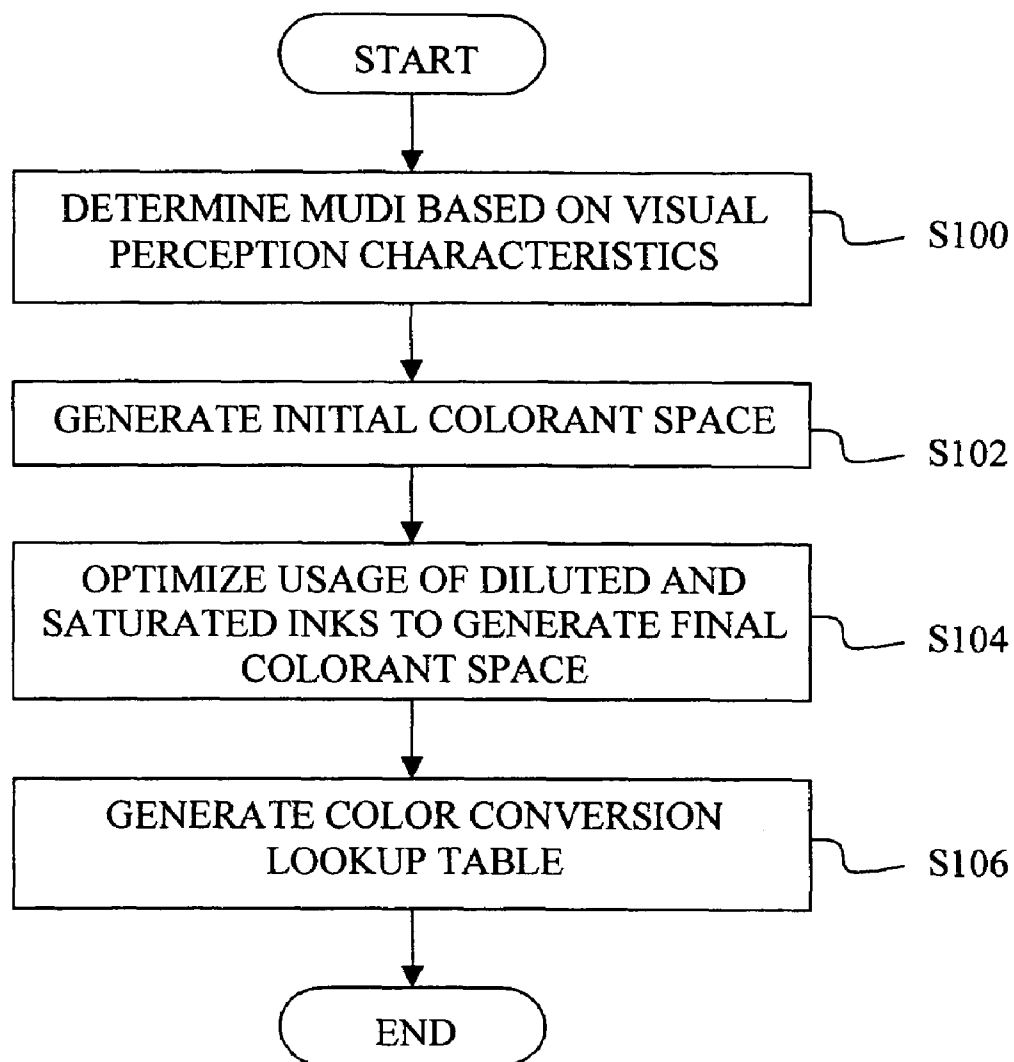 START
DETERMINE MUDI BASED ON VISUAL
PERCEPTION CHARACTERISTICS
S100
GENERATE INITIAL COLORANT SPACE
S102
OPTIMIZE USAGE OF DILUTED AND
SATURATED INKS TO GENERATE FINAL
COLORANT SPACE
S104
GENERATE COLOR CONVERSION
LOOKUP TABLE
S106
END